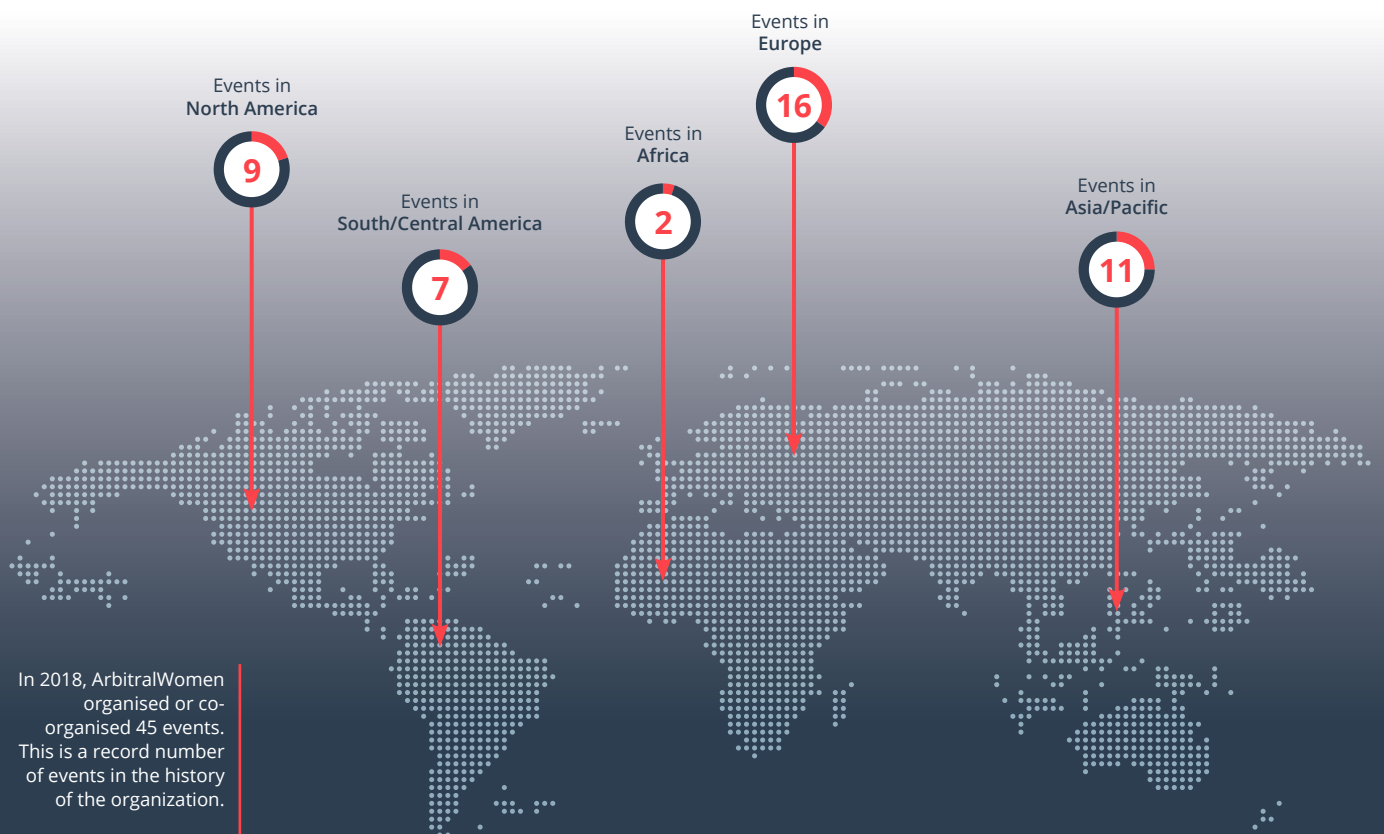 Events in
Europe
16
Events in
North America
9
Events in
Africa
2
Events in
Asia/Pacific
11
Events in
South/Central America
7
In 2018, ArbitralWomen
organised or co-
organised 45 events.
This is a record number
of events in the history
of the organization.